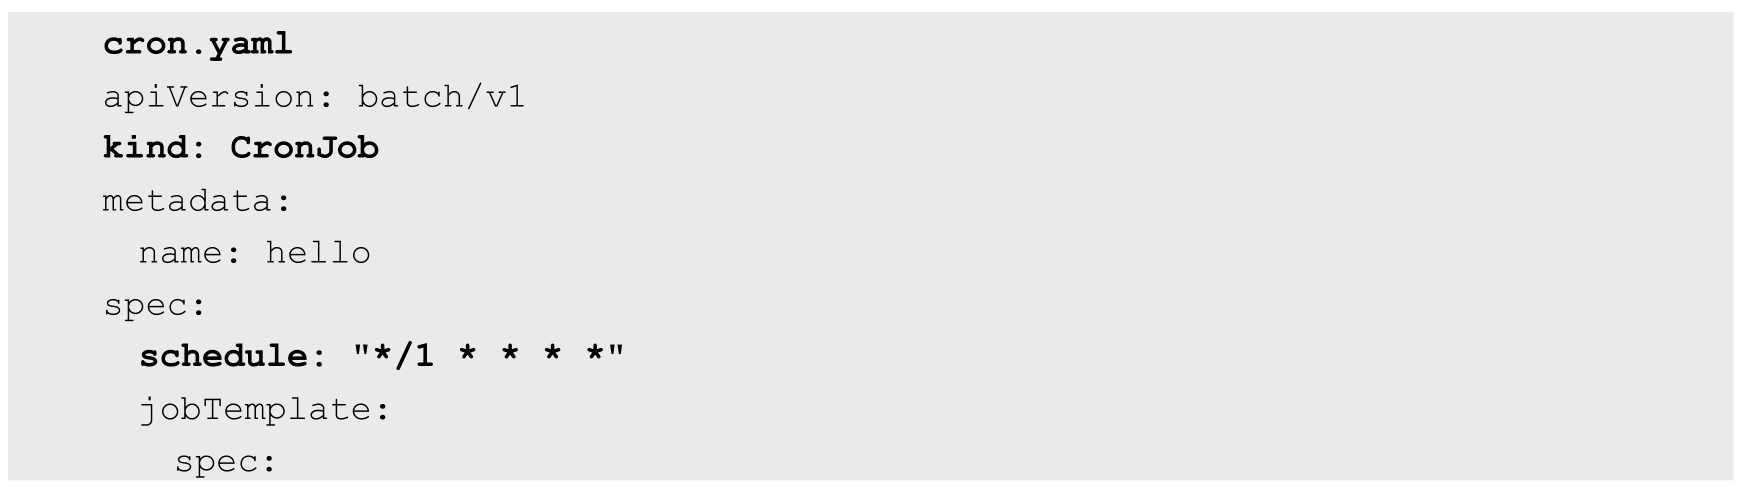 cron.yaml
apiVersion: batch/v1
kind: CronJob
metadata:
  name: hello
spec:
  schedule: "*/1 * * * *"
  jobTemplate:
    spec: